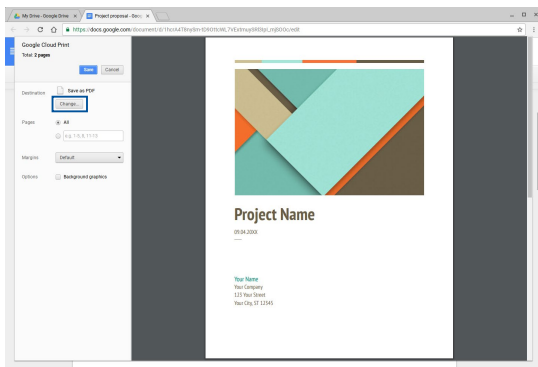 My Drive - Google Drive
Project proposal - Goog
https://docs.google.com
Google Cloud Print
Total: 2 pages
Save
Cancel
Destination
Save as PDF
Change...
Pages
All
e.g. 1-5, 8, 11-13
Margins
Default
Options
Background graphics
Project Name
09.04.20XX
Your Name
Your Company
123 Your Street
Your City, ST 12345